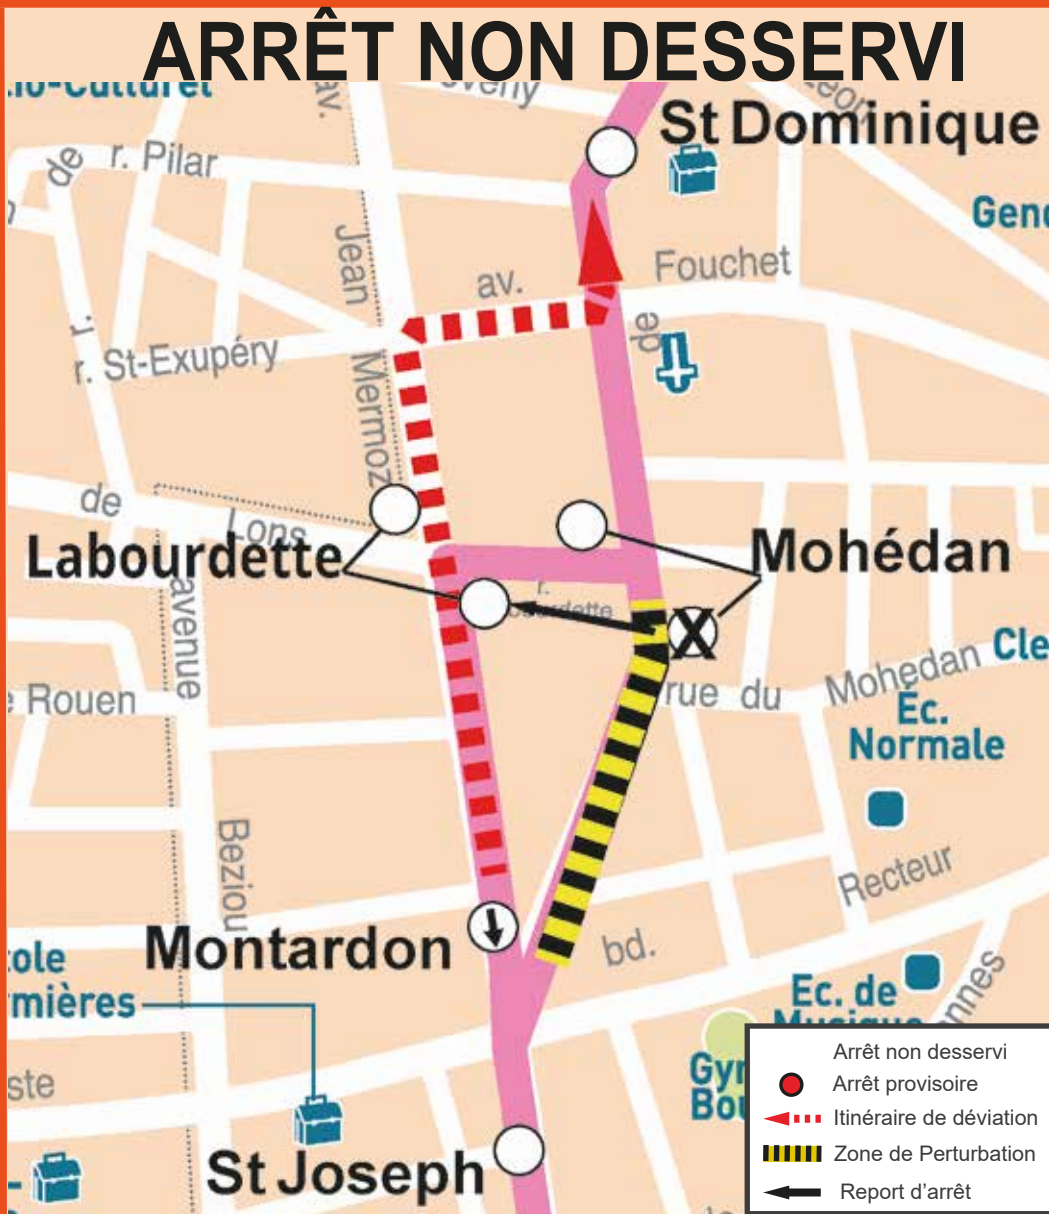 ARRÊT NON DESSERVI
St Dominique
de
r. Pilar
av.
Jean
Mermoz
av.
Fouchet
de
r.
r. St-Exupéry
de
Lons
Labourdette
Mohédan
r.
avenue
Rouen
rue du
Mohedan
Ec.
Normale
Beziou
Recteur
Montardon
bd.
Ec. de
Musique
St Joseph
Arrêt non desservi
Arrêt provisoire
Itinéraire de déviation
Zone de Perturbation
Report d'arrêt